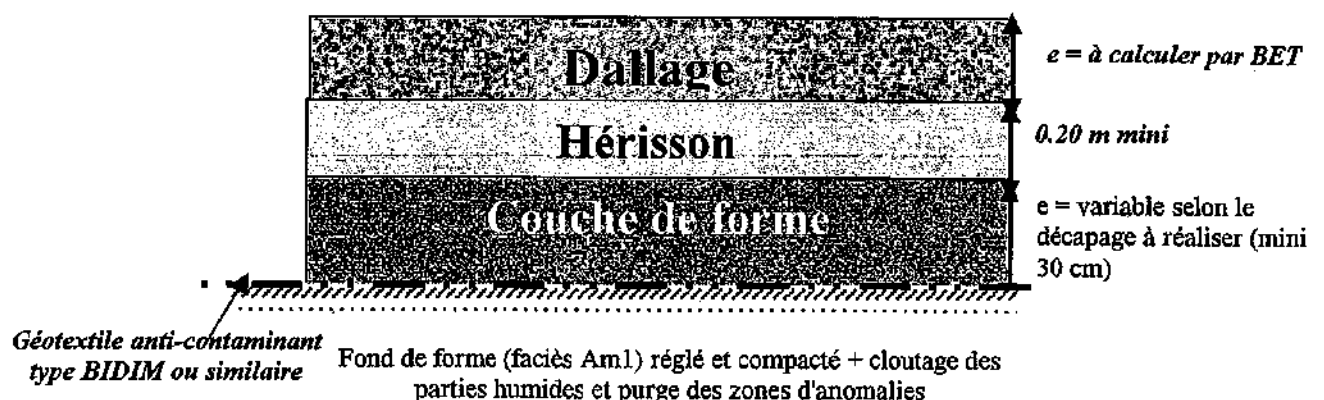 Dallage
e = à calculer par BET
Hérisson
0.20 m mini
Couche de forme
e = variable selon le
décapage à réaliser (mini
30 cm)
Géotextile anti-contaminant
type BIDIM ou similaire
Fond de forme (faciès Am1) réglé et compacté + cloutage des
parties humides et purge des zones d'anomalies